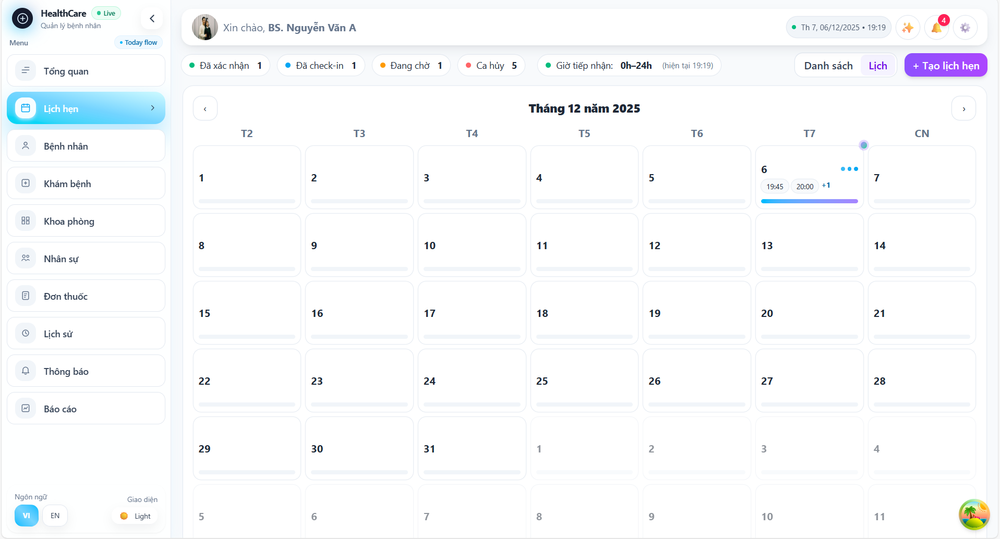 HealthCare
Live
Quản lý bệnh nhân
Menu
Today flow
Tổng quan
Lịch hẹn
Bệnh nhân
Khám bệnh
Khoa phòng
Nhân sự
Đơn thuốc
Lịch sử
Thông báo
Báo cáo
Ngôn ngữ
Giao diện
VI EN
Light
Xin chào, BS. Nguyễn Văn A
Th 7, 06/12/2025 • 19:19
4
Đã xác nhận 1
Đã check-in 1
Đang chờ 1
Ca hủy 5
Giờ tiếp nhận: 0h–24h (hiện tại 19:19)
Danh sách Lịch
+ Tạo lịch hẹn
‹ Tháng 12 năm 2025 ›
T2 T3 T4 T5 T6 T7 CN
1 2 3 4 5 6 7
19:45 20:00 +1
8 9 10 11 12 13 14
15 16 17 18 19 20 21
22 23 24 25 26 27 28
29 30 31 1 2 3 4
5 6 7 8 9 10 11